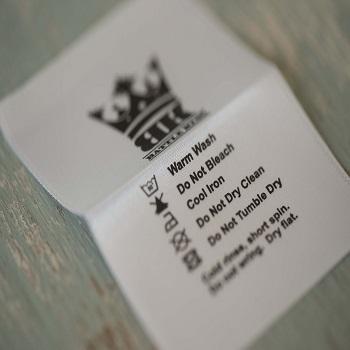 BATTLE
Warm Wash
Do Not Bleach
Cool Iron
Do Not Dry Clean
Do Not Tumble Dry
Cold rinse, short spin.
Do not wring. Dry flat.